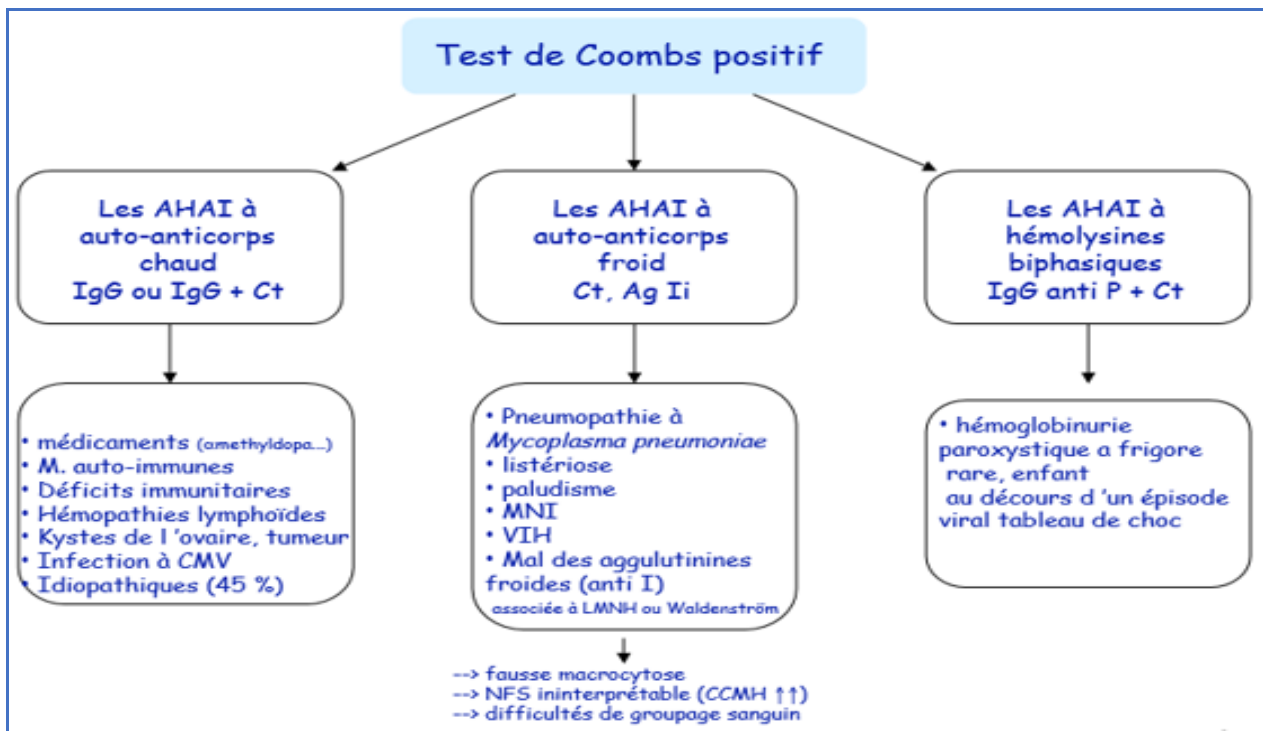 Test de Coombs positif
Les AHAI à
auto-anticorps
chaud
IgG ou IgG + Ct
Les AHAI à
auto-anticorps
froid
Ct, Ag Ii
Les AHAI à
hémolysines
biphasiques
IgG anti P + Ct
• médicaments (amethyldopa...)
• M. auto-immunes
• Déficits immunitaires
• Hémopathies lymphoïdes
• Kystes de l 'ovaire, tumeur
• Infection à CMV
• Idiopathiques (45 %)
• Pneumopathie à
Mycoplasma pneumoniae
• listériose
• paludisme
• MNI
• VIH
• Mal des aggulutinines
froides (anti I)
associée à LMNH ou Waldenström
• hémoglobinurie
paroxystique a frigore
rare, enfant
au décours d 'un épisode
viral tableau de choc
--> fausse macrocytose
--> NFS ininterprétable (CCMH ↑↑)
--> difficultés de groupage sanguin